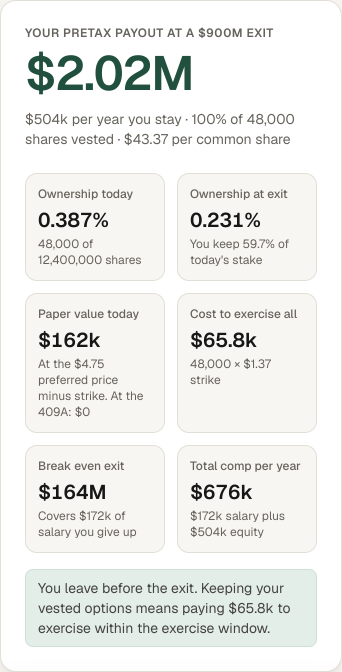 YOUR PRETAX PAYOUT AT A $900M EXIT
$2.02M
$504k per year you stay · 100% of 48,000
shares vested · $43.37 per common share
Ownership today
0.387%
48,000 of
12,400,000 shares
Ownership at exit
0.231%
You keep 59.7% of
today's stake
Paper value today
$162k
At the $4.75
preferred price
minus strike. At the
409A: $0
Cost to exercise all
$65.8k
48,000 × $1.37
strike
Break even exit
$164M
Covers $172k of
salary you give up
Total comp per year
$676k
$172k salary plus
$504k equity
You leave before the exit. Keeping your
vested options means paying $65.8k to
exercise within the exercise window.